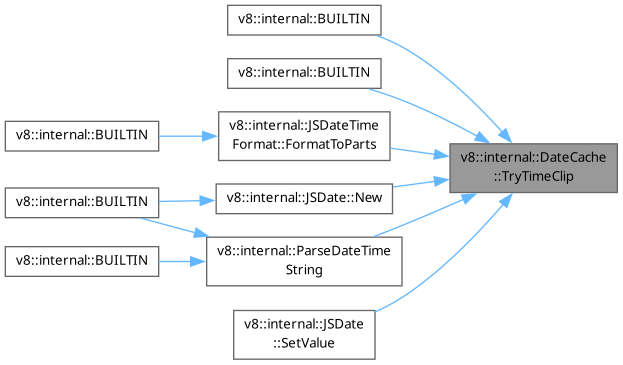 v8::internal::BUILTIN
v8::internal::BUILTIN
v8::internal::JSDateTime
Format::FormatToParts
v8::internal::BUILTIN
v8::internal::DateCache
::TryTimeClip
v8::internal::JSDate::New
v8::internal::BUILTIN
v8::internal::ParseDateTime
String
v8::internal::BUILTIN
v8::internal::JSDate
::SetValue